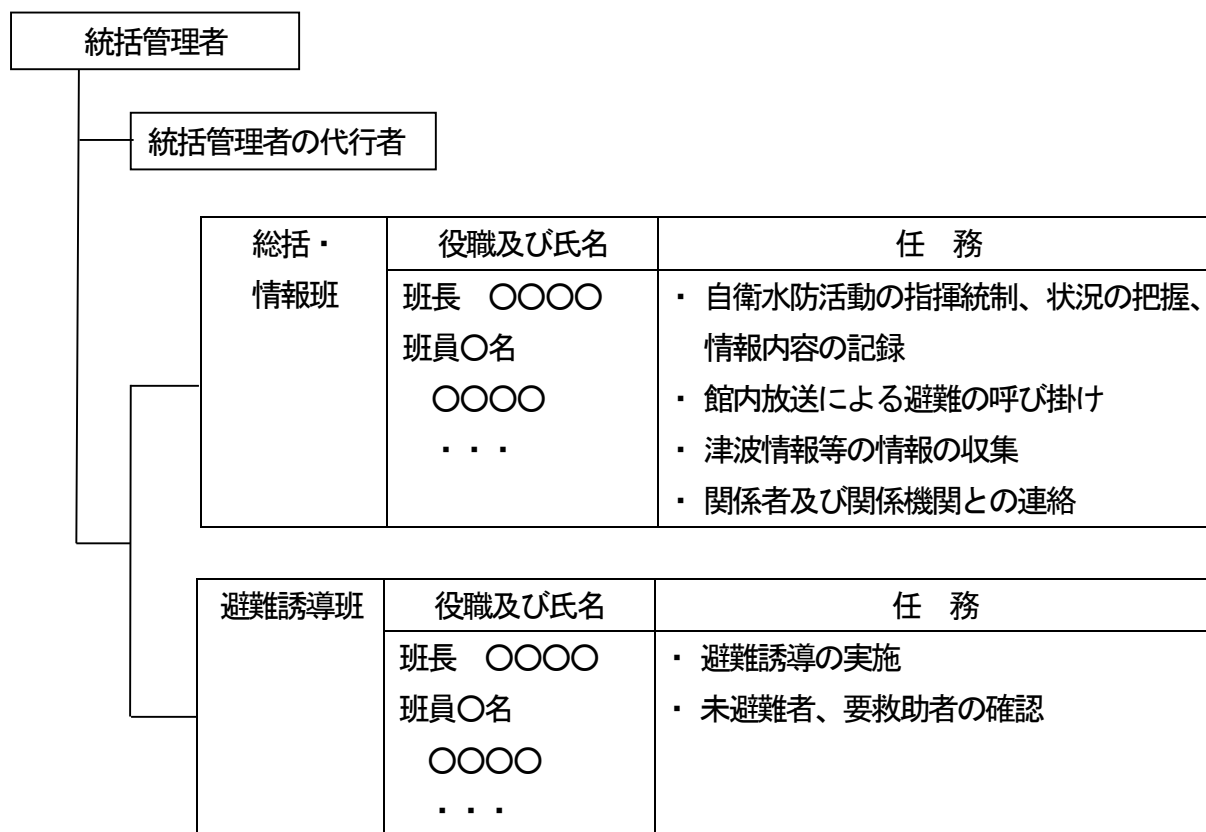 統括管理者
統括管理者の代行者
総括・
情報班
役職及び氏名
任　務
班長　〇〇〇〇
班員〇名
〇〇〇〇
・・・
・ 自衛水防活動の指揮統制、状況の把握、
情報内容の記録
・ 館内放送による避難の呼び掛け
・ 津波情報等の情報の収集
・ 関係者及び関係機関との連絡
避難誘導班
役職及び氏名
任　務
班長　〇〇〇〇
班員〇名
〇〇〇〇
・・・
・ 避難誘導の実施
・ 未避難者、要救助者の確認